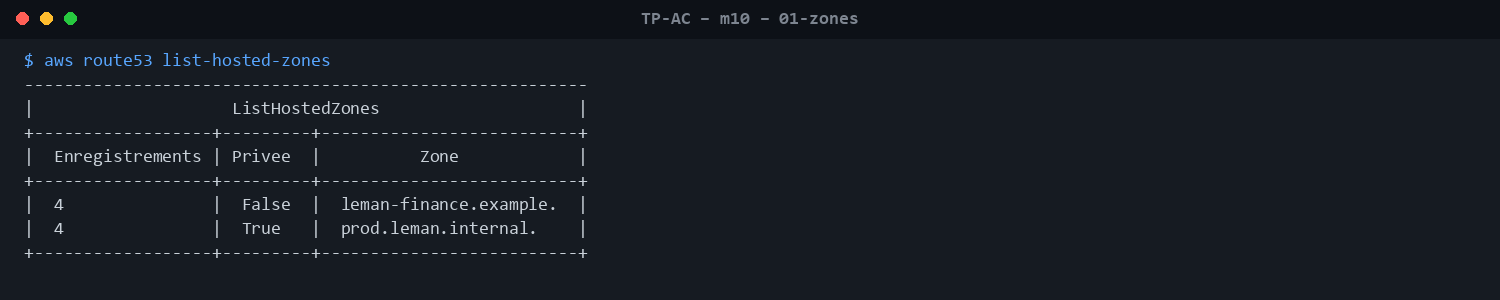 TP-AC – m10 – 01-zones
$ aws route53 list-hosted-zones
---------------------------------------------------------
|                    ListHostedZones                    |
+------------------+---------+--------------------------+
|  Enregistrements | Privee  |          Zone            |
+------------------+---------+--------------------------+
|  4               |  False  |  leman-finance.example.  |
|  4               |  True   |  prod.leman.internal.    |
+------------------+---------+--------------------------+